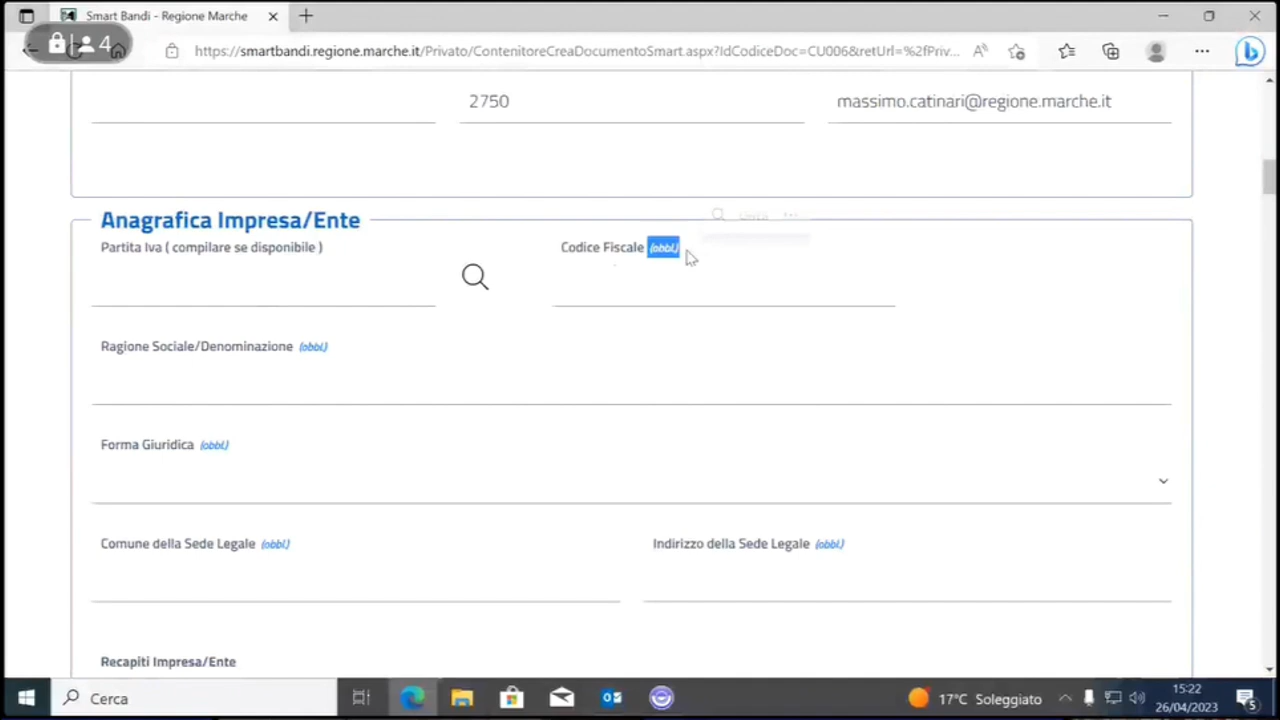 Smart Bandi - Regione Marche
4
https://smartbandi.regione.marche.it/Privato/ContenitoreCreaDocumentoSmart.aspx?IdCodiceDoc=CU006&retUrl=%2fPriv...
2750 massimo.catinari@regione.marche.it
Anagrafica Impresa/Ente
Partita Iva ( compilare se disponibile ) Codice Fiscale (obbl.)
Ragione Sociale/Denominazione (obbl.)
Forma Giuridica (obbl.)
Comune della Sede Legale (obbl.) Indirizzo della Sede Legale (obbl.)
Recapiti Impresa/Ente
Cerca 17°C Soleggiato 15:22
26/04/2023 5